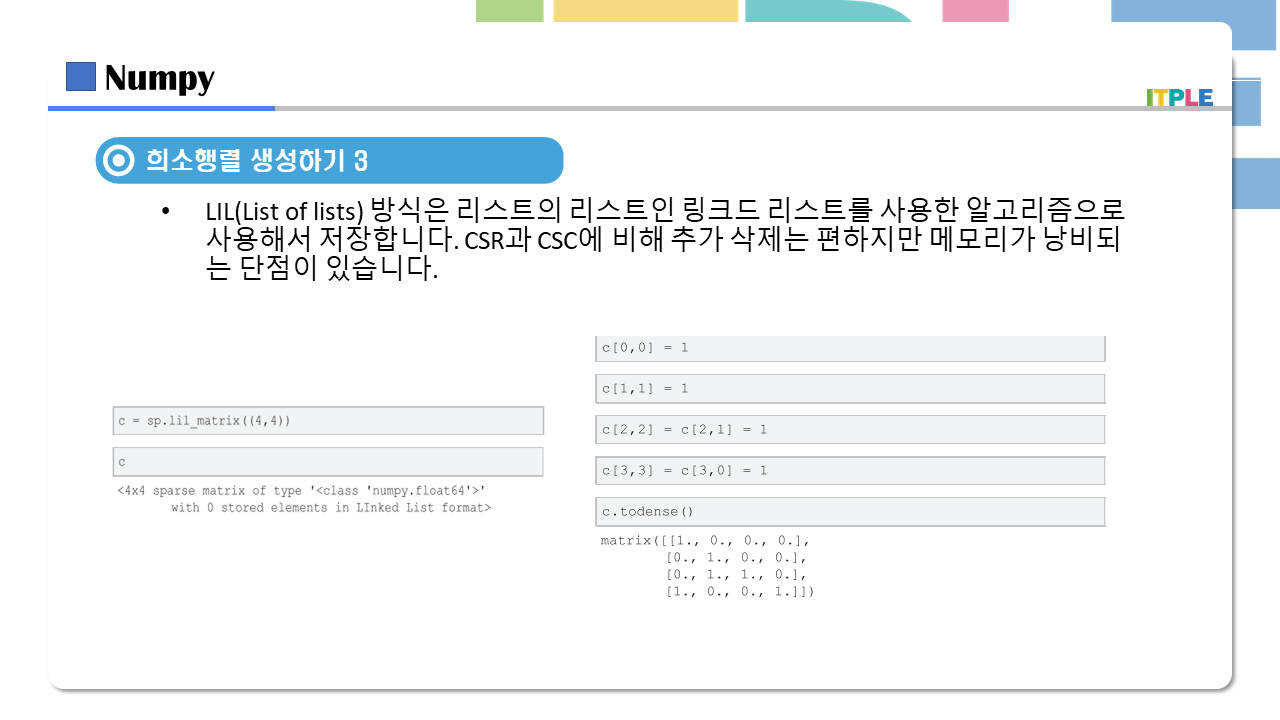 Numpy
ITPLE
희소행렬 생성하기 3
• LIL(List of lists) 방식은 리스트의 리스트인 링크드 리스트를 사용한 알고리즘으로
사용해서 저장합니다. CSR과 CSC에 비해 추가 삭제는 편하지만 메모리가 낭비되
는 단점이 있습니다.
c = sp.lil_matrix((4,4))
c
<4x4 sparse matrix of type '<class 'numpy.float64'>'
with 0 stored elements in LInked List format>
c[0,0] = 1
c[1,1] = 1
c[2,2] = c[2,1] = 1
c[3,3] = c[3,0] = 1
c.todense()
matrix([[1., 0., 0., 0.],
[0., 1., 0., 0.],
[0., 1., 1., 0.],
[1., 0., 0., 1.]])